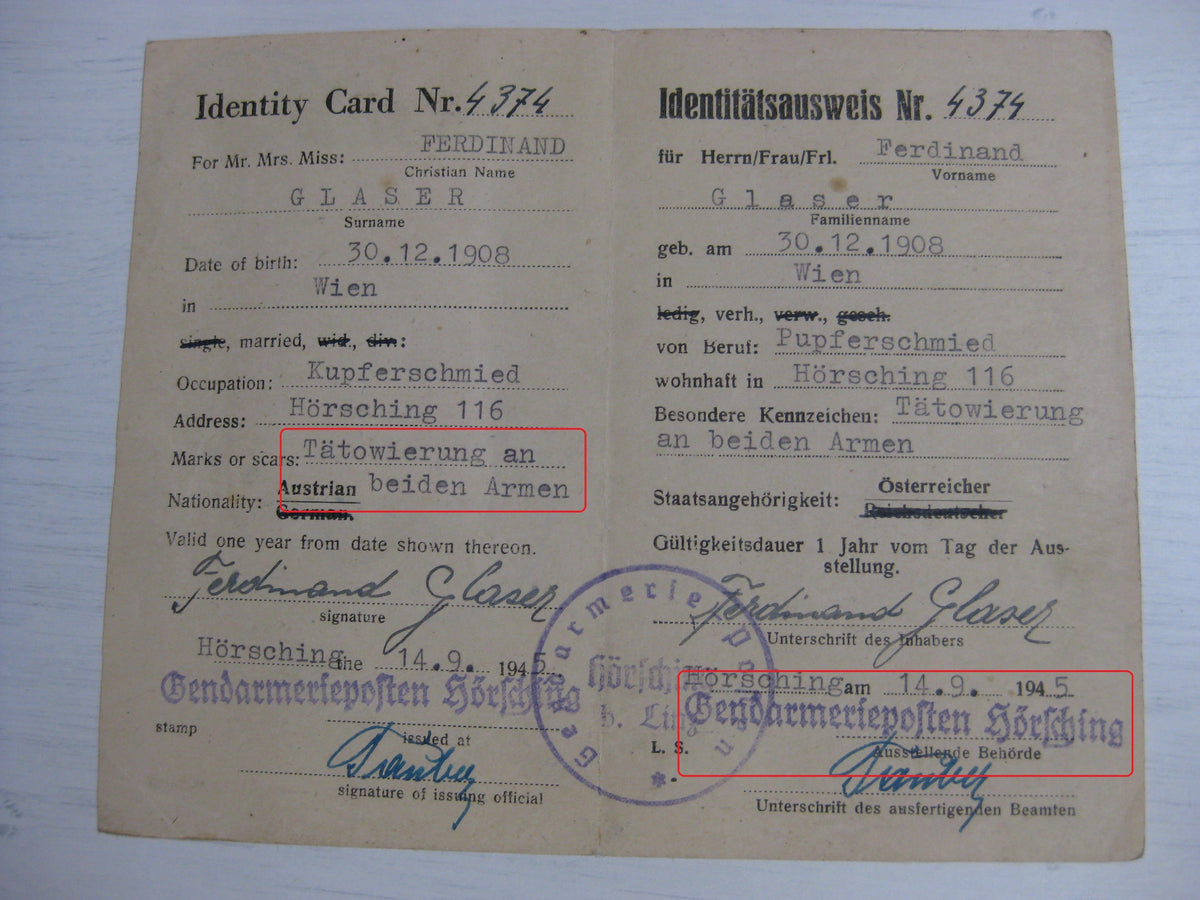 Identity Card Nr. 4374
For Mr. Mrs. Miss: FERDINAND
Christian Name
GLASER
Surname
Date of birth: 30.12.1908
in Wien
single, married, wid., div.:
Occupation: Kupferschmied
Address: Hörsching 116
Marks or scars: Tätowierung an
beiden Armen
Nationality: Austrian
German.
Valid one year from date shown thereon.
Ferdinand Glaser
signature
Hörsching the 14.9. 1945
Gendarmerieposten Hörsching
stamp
issued at
signature of issuing official
Identitätsausweis Nr. 4374
für Herrn/Frau/Frl. Ferdinand
Vorname
Glaser
Familienname
geb. am 30.12.1908
in Wien
ledig, verh., verw., gesch.
von Beruf: Pupferschmied
wohnhaft in Hörsching 116
Besondere Kennzeichen: Tätowierung
an beiden Armen
Staatsangehörigkeit: Österreicher
Reichsdeutscher
Gültigkeitsdauer 1 Jahr vom Tag der Aus-
stellung.
Ferdinand Glaser
Unterschrift des Inhabers
Hörsching am 14.9. 1945
Gendarmerieposten Hörsching
L. S.
Ausstellende Behörde
Unterschrift des ausfertigenden Beamten
Gendarmerieposten
Hörsching
b. Linz